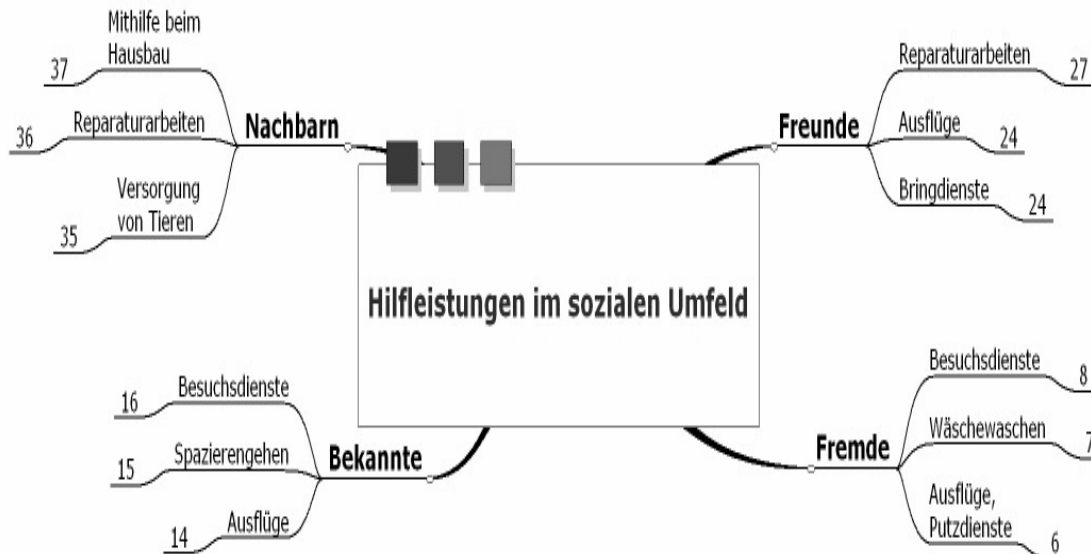 Hilfleistungen im sozialen Umfeld
Nachbarn
Mithilfe beim
Hausbau
37
Reparaturarbeiten
36
Versorgung
von Tieren
35
Freunde
Reparaturarbeiten
27
Ausflüge
24
Bringdienste
24
Bekannte
Besuchsdienste
16
Spazierengehen
15
Ausflüge
14
Fremde
Besuchsdienste
8
Wäschewaschen
7
Ausflüge,
Putzdienste
6